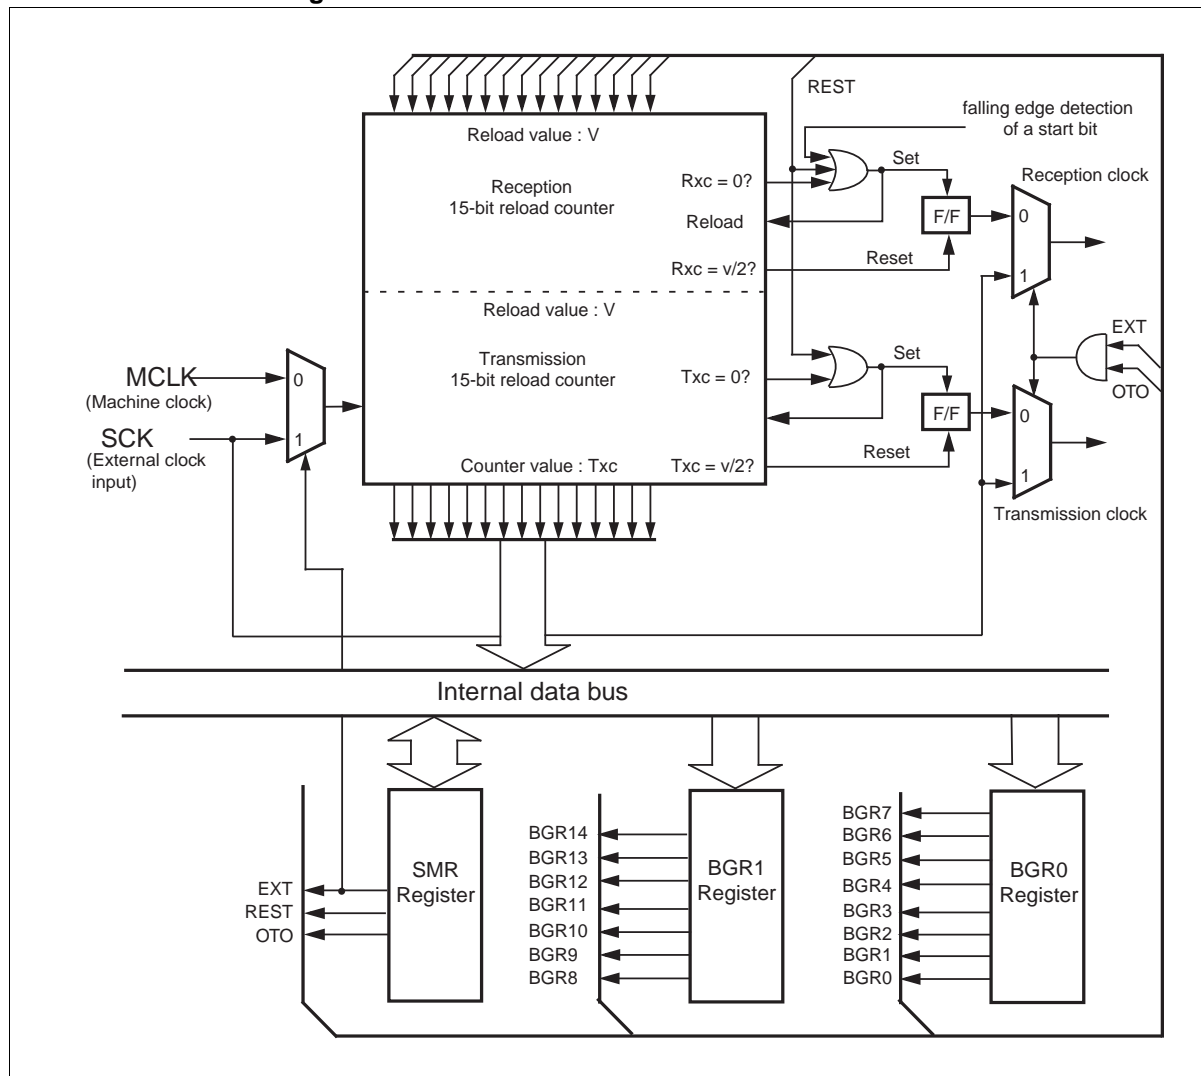 REST
falling edge detection
of a start bit
Reload value : V
Reception
15-bit reload counter
Rxc = 0?
Set
Reception clock
F/F
0
Reload
Rxc = v/2?
Reset
1
Reload value : V
Transmission
15-bit reload counter
Txc = 0?
Set
EXT
OTO
MCLK
(Machine clock)
0
SCK
(External clock
input)
1
F/F
0
Counter value : Txc
Txc = v/2?
Reset
1
Transmission clock
Internal data bus
EXT
REST
OTO
SMR
Register
BGR14
BGR13
BGR12
BGR11
BGR10
BGR9
BGR8
BGR1
Register
BGR7
BGR6
BGR5
BGR4
BGR3
BGR2
BGR1
BGR0
BGR0
Register